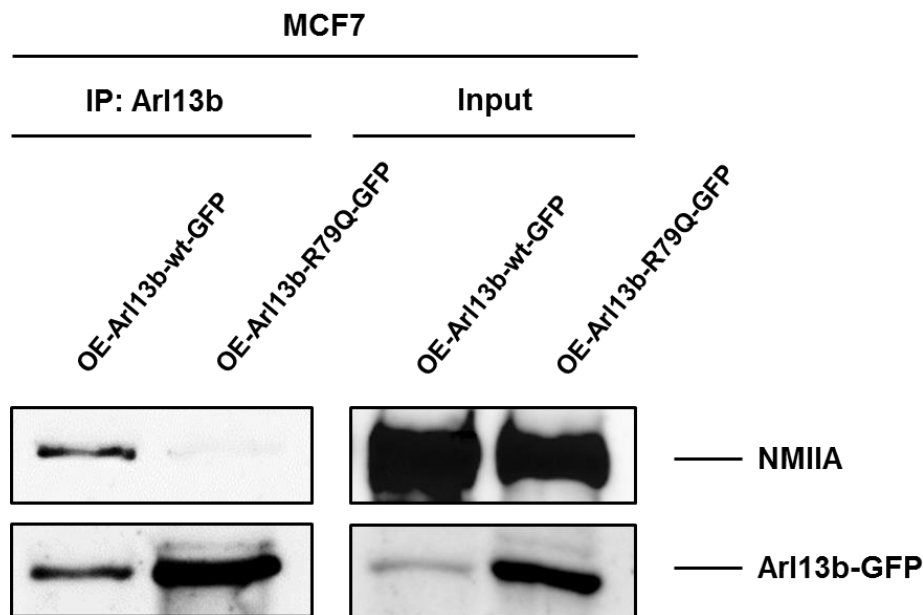 MCF7
IP: Arl13b
Input
OE-Arl13b-wt-GFP
OE-Arl13b-R79Q-GFP
OE-Arl13b-wt-GFP
OE-Arl13b-R79Q-GFP
NMIIA
Arl13b-GFP